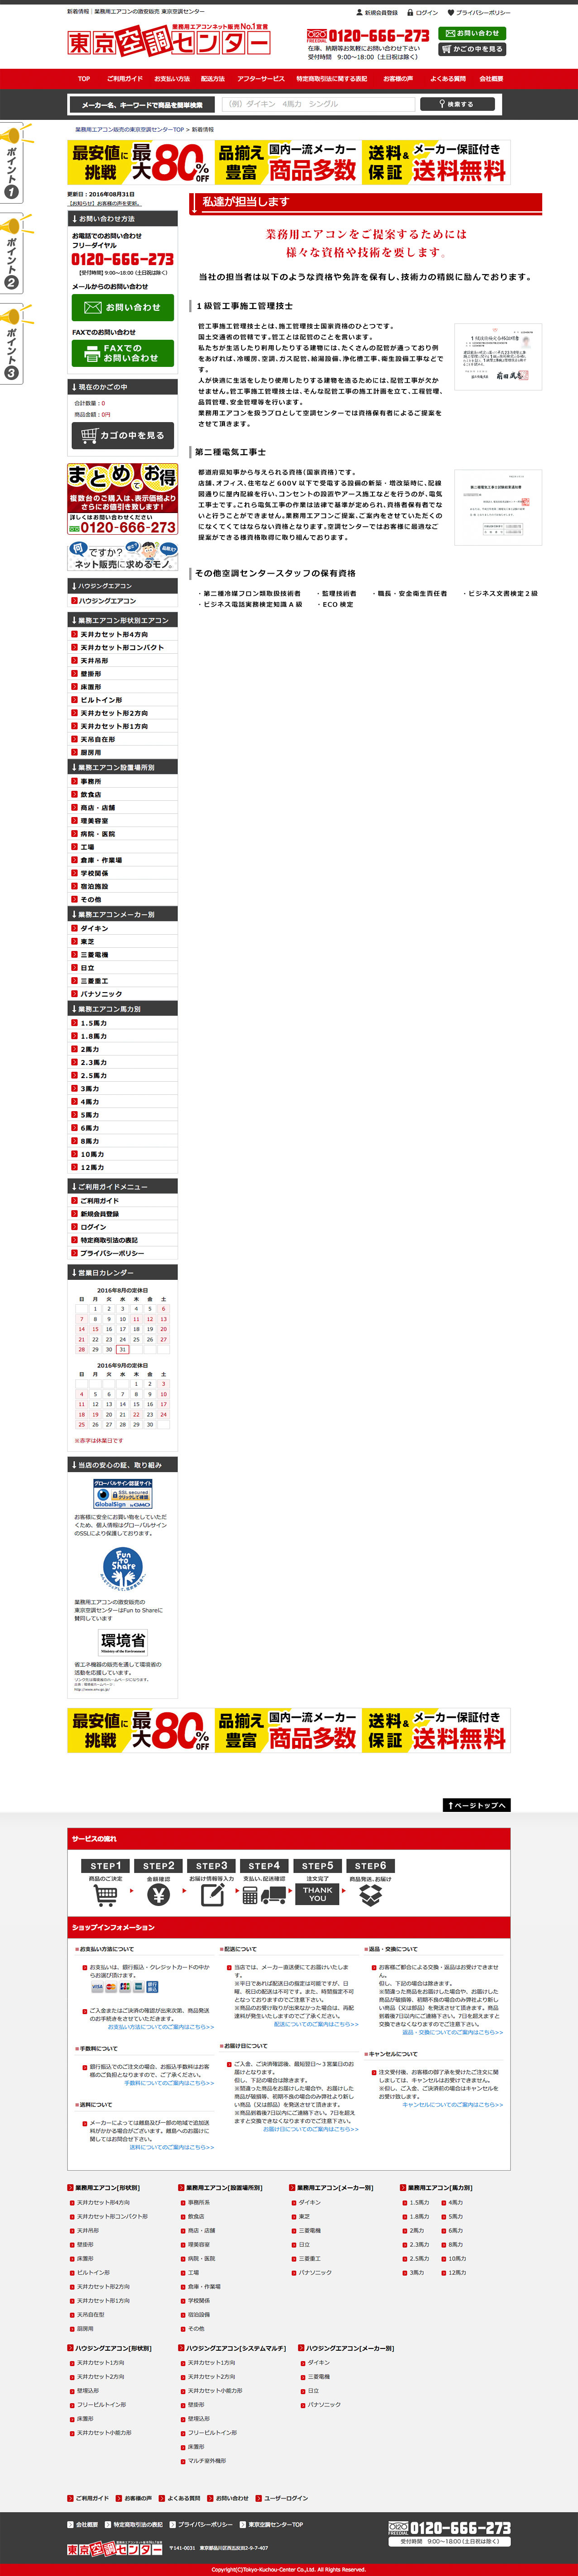 新着情報｜業務用エアコンの激安販売 東京空調センター
新規会員登録 ログイン プライバシーポリシー
業務用エアコンネット販売No.1宣言
東京空調センター
FREEDIAL 0120-666-273
在庫、納期等お気軽にお問い合わせ下さい
受付時間 9:00～18:00（土日祝は除く）
お問い合わせ
かごの中を見る
TOP ご利用ガイド お支払い方法 配送方法 アフターサービス 特定商取引法に関する表記 お客様の声 よくある質問 会社概要
メーカー名、キーワードで商品を簡単検索
（例）ダイキン 4馬力 シングル
検索する
業務用エアコン販売の東京空調センターTOP > 新着情報
ポイント1
ポイント2
ポイント3
最安値に挑戦 最大80%OFF
品揃え豊富 国内一流メーカー商品多数
送料&保証 メーカー保証付き送料無料
更新日：2016年08月31日
【お知らせ】お客様の声を更新。
お問い合わせ方法
お電話でのお問い合わせ
フリーダイヤル
0120-666-273
【受付時間】9:00～18:00（土日祝は除く）
メールからのお問い合わせ
お問い合わせ
FAXでのお問い合わせ
FAXでの
お問い合わせ
現在のかごの中
合計数量：0
商品金額：0円
カゴの中を見る
まとめてお得
複数台のご購入は、表示価格より
さらにお値引き致します！
詳しくはお問い合わせください
0120-666-273
何ですか？
ネット販売に求めるモノ。
ハウジングエアコン
ハウジングエアコン
業務エアコン形状別エアコン
天井カセット形4方向
天井カセット形コンパクト
天井吊形
壁掛形
床置形
ビルトイン形
天井カセット形2方向
天井カセット形1方向
天吊自在形
厨房用
業務エアコン設置場所別
事務所
飲食店
商店・店舗
理美容室
病院・医院
工場
倉庫・作業場
学校関係
宿泊施設
その他
業務エアコンメーカー別
ダイキン
東芝
三菱電機
日立
三菱重工
パナソニック
業務エアコン馬力別
1.5馬力
1.8馬力
2馬力
2.3馬力
2.5馬力
3馬力
4馬力
5馬力
6馬力
8馬力
10馬力
12馬力
ご利用ガイドメニュー
ご利用ガイド
新規会員登録
ログイン
特定商取引法の表記
プライバシーポリシー
営業日カレンダー
2016年8月の定休日
日 月 火 水 木 金 土
1 2 3 4 5 6
7 8 9 10 11 12 13
14 15 16 17 18 19 20
21 22 23 24 25 26 27
28 29 30 31
2016年9月の定休日
日 月 火 水 木 金 土
1 2 3
4 5 6 7 8 9 10
11 12 13 14 15 16 17
18 19 20 21 22 23 24
25 26 27 28 29 30
※赤字は休業日です
当店の安心の証、取り組み
グローバルサイン認証サイト
SSL secured
クリックして確認
GlobalSign by GMO
お客様に安全にお買い物をしていただ
くため、個人情報はグローバルサイン
のSSLにより保護しております。
Fun to Share
業務用エアコンの激安販売の
東京空調センターはFun to Shareに
賛同しています
環境省
Ministry of the Environment
省エネ機器の販売を通して環境省の
活動を応援しています。
リンク先は環境省のホームページになります。
出典：環境省ホームページ：
http://www.env.go.jp/
私達が担当します
業務用エアコンをご提案するためには
様々な資格や技術を要します。
当社の担当者は以下のような資格や免許を保有し、技術力の精鋭に励んでおります。
１級管工事施工管理技士
管工事施工管理技士とは、施工管理技士国家資格のひとつです。
国土交通省の管轄です。管工とは配管のことを言います。
私たちが生活したり利用したりする建物には、たくさんの配管が通っており例
をあげれば、冷暖房、空調、ガス配管、給湯設備、浄化槽工事、衛生設備工事などで
す。
人が快適に生活をしたり使用したりする建物を造るためには、配管工事が欠か
せません。管工事施工管理技士は、そんな配管工事の施工計画を立て、工程管理、
品質管理、安全管理等を行います。
業務用エアコンを扱うプロとして空調センターでは資格保有者によるご提案を
させて頂きます。
第二種電気工事士
都道府県知事から与えられる資格（国家資格）です。
店舗、オフィス、住宅など600V以下で受電する設備の新築・増改築時に、配線
図通りに屋内配線を行い、コンセントの設置やアース施工などを行うのが、電気
工事士です。これら電気工事の作業は法律で基準が定められ、資格者保有者でな
いと行うことができません。業務用エアコンのご提案、ご案内をさせていただくの
になくてはならない資格となります。空調センターではお客様に最適なご
提案ができる様資格取得に取り組んでおります。
その他空調センタースタッフの保有資格
・第二種冷媒フロン類取扱技術者 ・監理技術者 ・職長・安全衛生責任者 ・ビジネス文書検定２級
・ビジネス電話実務検定知識Ａ級 ・ECO検定
最安値に挑戦 最大80%OFF
品揃え豊富 国内一流メーカー商品多数
送料&保証 メーカー保証付き送料無料
ページトップへ
サービスの流れ
STEP1 STEP2 STEP3 STEP4 STEP5 STEP6
商品のご決定 金額確認 お届け情報等入力 支払い、配送確認 注文完了 商品発送、お届け
THANK YOU
ショップインフォメーション
お支払い方法について
お支払いは、銀行振込・クレジットカードの中か
らお選び頂けます。
ご入金またはご決済の確認が出来次第、商品発送
のお手続きをさせていただきます。
お支払い方法についてのご案内はこちら>>
手数料について
銀行振込でのご注文の場合、お振込手数料はお客
様のご負担となりますので、ご了承ください。
手数料についてのご案内はこちら>>
送料について
メーカーによっては離島及び一部の地域で追加送
料がかかる場合がございます。離島へのお届けに
関してはお問合せ下さい。
送料についてのご案内はこちら>>
配送について
当店では、メーカー直送便にてお届けいたしま
す。
※平日であれば配送日の指定は可能ですが、日
曜、祝日の配送は不可です。また、時間指定不可
となっておりますのでご了承ください。
※商品のお受け取りが出来なかった場合は、再配
達料が発生いたしますのでご了承ください。
配送についてのご案内はこちら>>
お届け日について
ご入金、ご決済確認後、最短翌日～３営業日のお
届けとなります。
但し、下記の場合は除きます。
※間違った商品をお届けした場合や、お届けした
商品が破損等、初期不良の場合のみ弊社より新し
い商品（又は部品）を発送させて頂きます。
※商品到着後7日以内にご連絡下さい。7日を超え
ますと交換できなくなりますのでご注意下さい。
お届け日についてのご案内はこちら>>
返品・交換について
お客様ご都合による交換・返品はお受けできませ
ん。
但し、下記の場合は除きます。
※間違った商品をお届けした場合や、お届けした
商品が破損等、初期不良の場合のみ弊社より新し
い商品（又は部品）を発送させて頂きます。商品
到着後7日以内にご連絡下さい。7日を超えますと
交換できなくなりますのでご注意下さい。
返品・交換についてのご案内はこちら>>
キャンセルについて
注文受付後、お客様の御了承を受けたご注文に関
しましては、キャンセルはお受けできません。
※但し、ご入金、ご決済前の場合はキャンセルを
お受け致します。
キャンセルについてのご案内はこちら>>
業務用エアコン[形状別]
天井カセット形4方向
天井カセット形コンパクト形
天井吊形
壁掛形
床置形
ビルトイン形
天井カセット形2方向
天井カセット形1方向
天吊自在型
厨房用
業務用エアコン[設置場所別]
事務所系
飲食店
商店・店舗
理美容室
病院・医院
工場
倉庫・作業場
学校関係
宿泊設備
その他
業務用エアコン[メーカー別]
ダイキン
東芝
三菱電機
日立
三菱重工
パナソニック
業務用エアコン[馬力別]
1.5馬力 4馬力
1.8馬力 5馬力
2馬力 6馬力
2.3馬力 8馬力
2.5馬力 10馬力
3馬力 12馬力
ハウジングエアコン[形状別]
天井カセット1方向
天井カセット2方向
壁埋込形
フリービルトイン形
床置形
天井カセット小能力形
ハウジングエアコン[システムマルチ]
天井カセット1方向
天井カセット2方向
天井カセット小能力形
壁掛形
壁埋込形
フリービルトイン形
床置形
マルチ室外機形
ハウジングエアコン[メーカー別]
ダイキン
三菱電機
日立
パナソニック
ご利用ガイド お客様の声 よくある質問 お問い合わせ ユーザーログイン
会社概要 特定商取引法の表記 プライバシーポリシー 東京空調センターTOP
東京空調センター
〒141-0031 東京都品川区西五反田2-9-7-407
FREEDIAL 0120-666-273
受付時間 9:00～18:00（土日祝は除く）
Copyright(C)Tokyo-Kuchou-Center Co.,Ltd. All Rights Reserved.